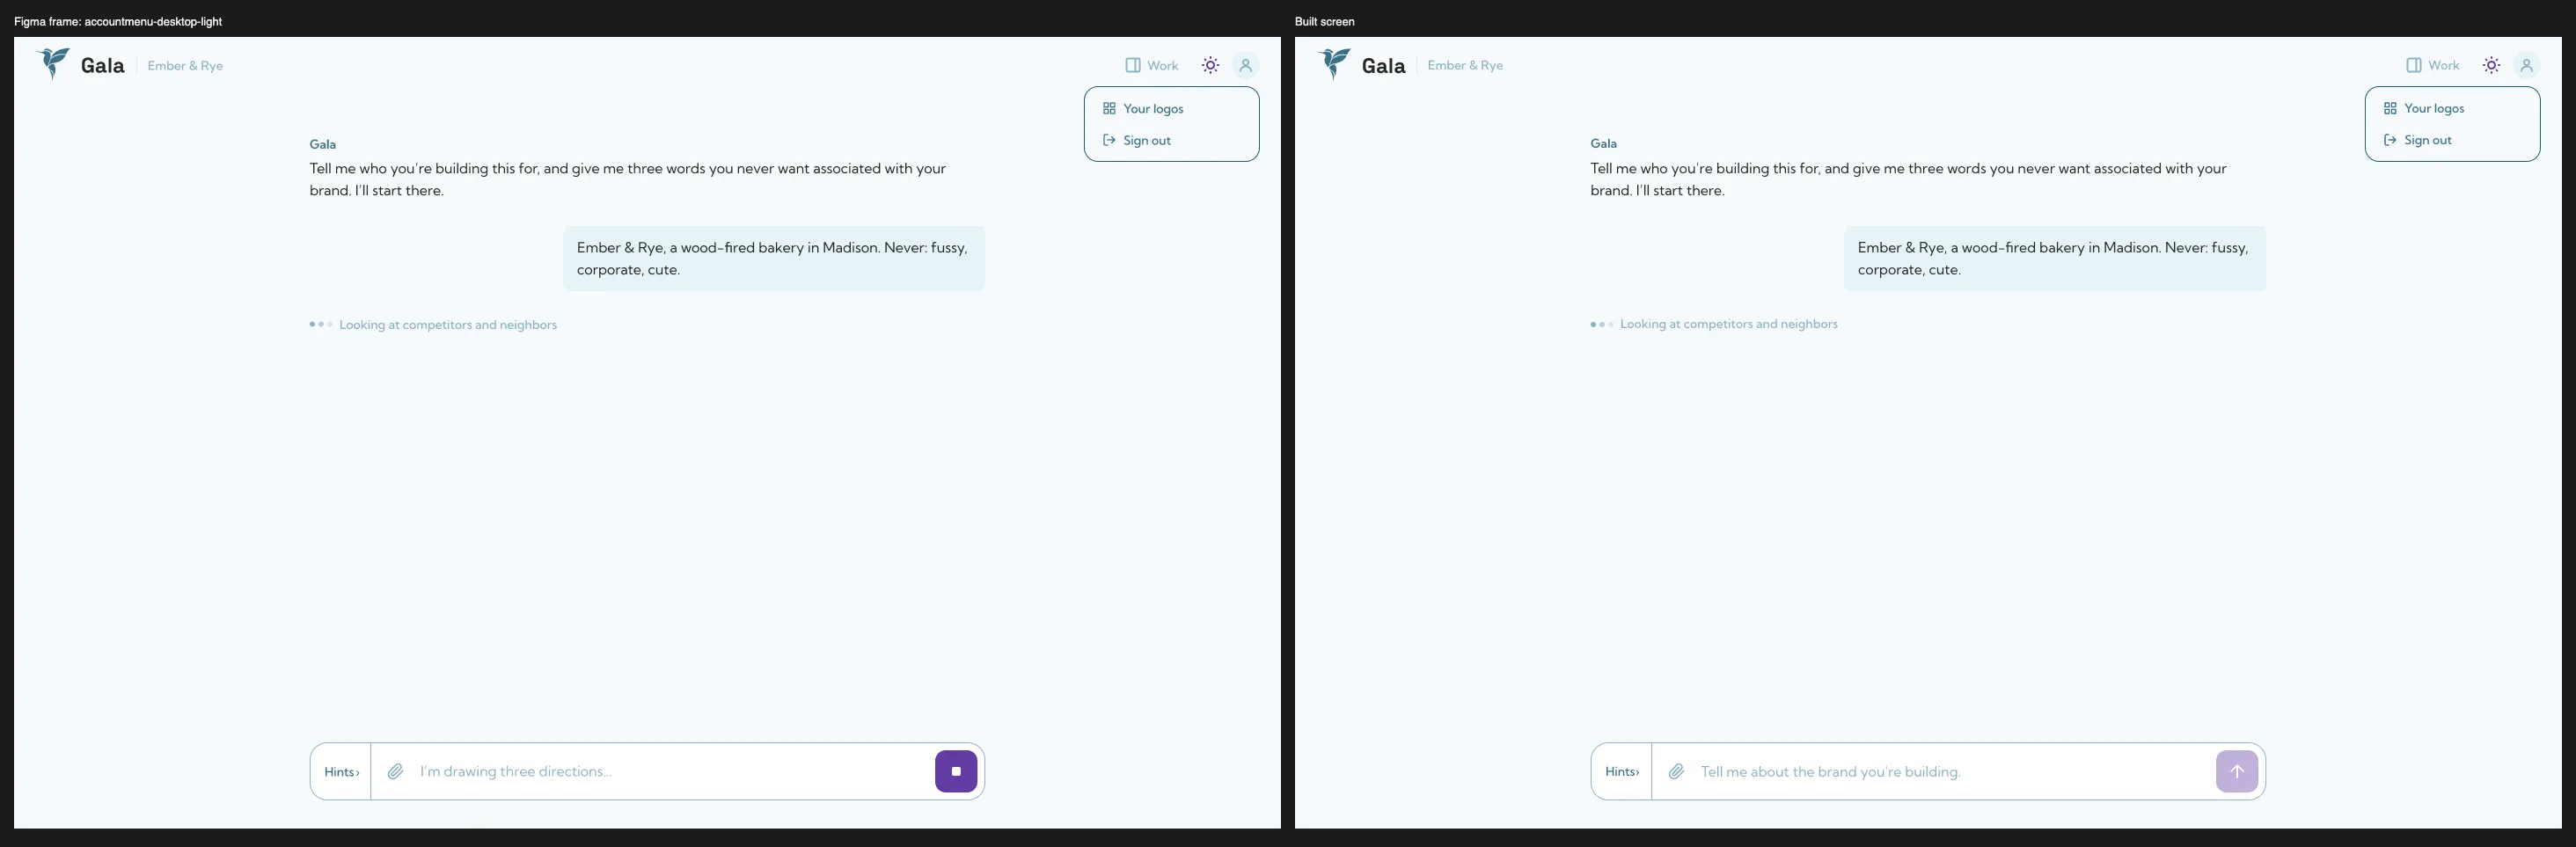 Figma frame: accountmenu-desktop-light
Gala
Ember & Rye
Work
Your logos
Sign out
Gala
Tell me who you're building this for, and give me three words you never want associated with your
brand. I'll start there.
Ember & Rye, a wood-fired bakery in Madison. Never: fussy,
corporate, cute.
Looking at competitors and neighbors
Hints ›
I'm drawing three directions...
Built screen
Gala
Ember & Rye
Work
Your logos
Sign out
Gala
Tell me who you're building this for, and give me three words you never want associated with your
brand. I'll start there.
Ember & Rye, a wood-fired bakery in Madison. Never: fussy,
corporate, cute.
Looking at competitors and neighbors
Hints›
Tell me about the brand you're building.